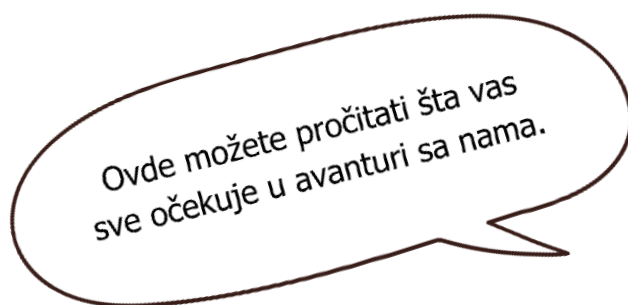 Ovde možete pročitati šta vas
sve očekuje u avanturi sa nama.